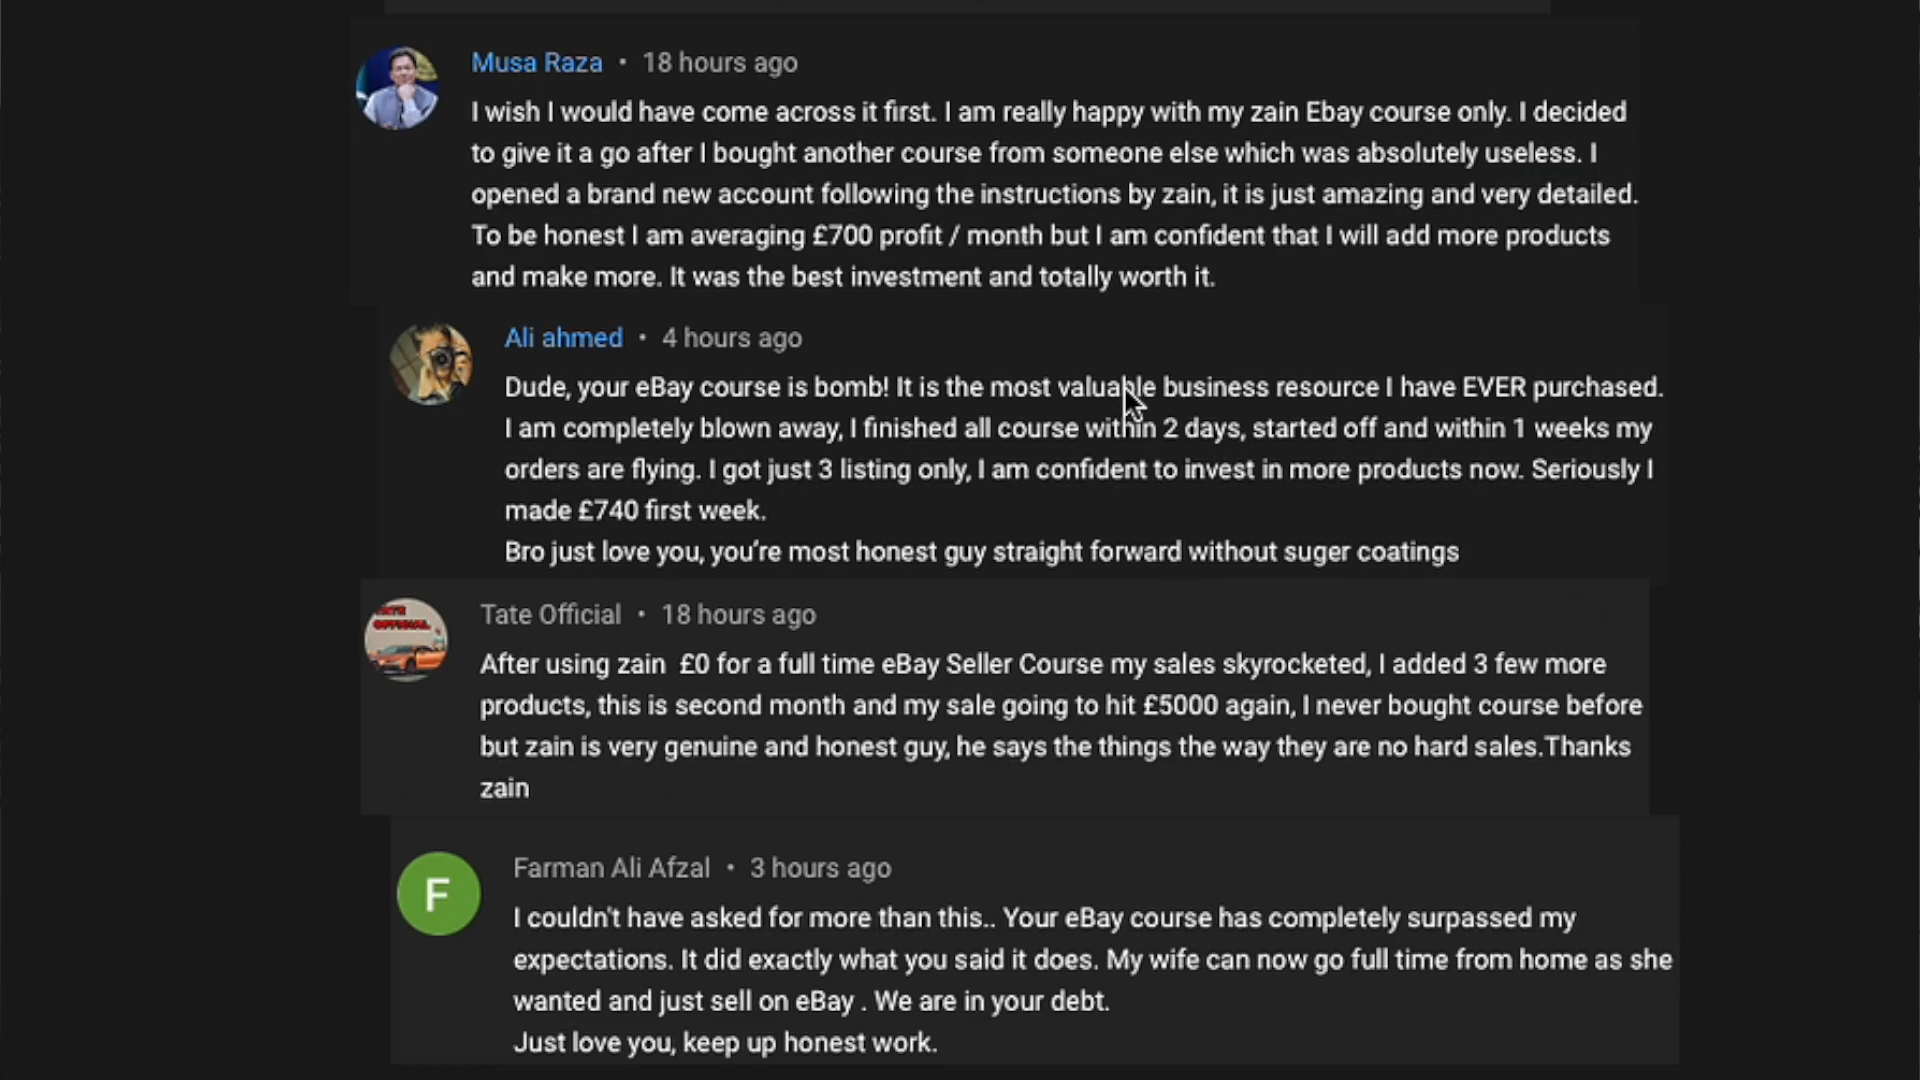 Musa Raza • 18 hours ago
I wish I would have come across it first. I am really happy with my zain Ebay course only. I decided
to give it a go after I bought another course from someone else which was absolutely useless. I
opened a brand new account following the instructions by zain, it is just amazing and very detailed.
To be honest I am averaging £700 profit / month but I am confident that I will add more products
and make more. It was the best investment and totally worth it.
Ali ahmed • 4 hours ago
Dude, your eBay course is bomb! It is the most valuable business resource I have EVER purchased.
I am completely blown away, I finished all course within 2 days, started off and within 1 weeks my
orders are flying. I got just 3 listing only, I am confident to invest in more products now. Seriously I
made £740 first week.
Bro just love you, you’re most honest guy straight forward without suger coatings
OFFICIAL
Tate Official • 18 hours ago
After using zain £0 for a full time eBay Seller Course my sales skyrocketed, I added 3 few more
products, this is second month and my sale going to hit £5000 again, I never bought course before
but zain is very genuine and honest guy, he says the things the way they are no hard sales.Thanks
zain
F
Farman Ali Afzal • 3 hours ago
I couldn't have asked for more than this.. Your eBay course has completely surpassed my
expectations. It did exactly what you said it does. My wife can now go full time from home as she
wanted and just sell on eBay . We are in your debt.
Just love you, keep up honest work.